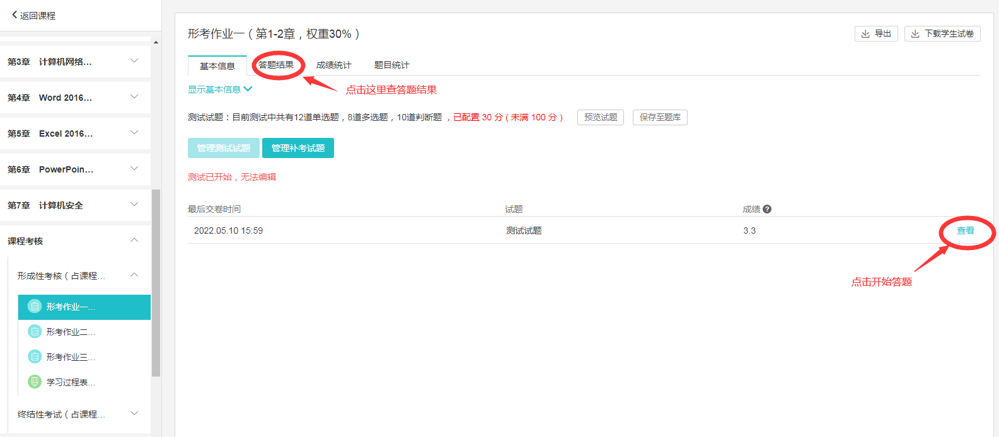 返回课程
第3章 计算机网络...
第4章 Word 2016...
第5章 Excel 2016...
第6章 PowerPoin...
第7章 计算机安全
课程考核
形成性考核（占课程...
形考作业一...
形考作业二...
形考作业三...
学习过程表...
终结性考试（占课程...
形考作业一（第1-2章，权重30%）
导出 下载学生试卷
基本信息 答题结果 成绩统计 题目统计
显示基本信息
点击这里查答题结果
测试试题：目前测试中共有12道单选题，8道多选题，10道判断题，已配置 30 分 ( 未满 100 分 ) 预览试题 保存至题库
管理测试试题 管理补考试题
测试已开始，无法编辑
最后交卷时间 试题 成绩 ?
2022.05.10 15:59 测试试题 3.3 查看
点击开始答题